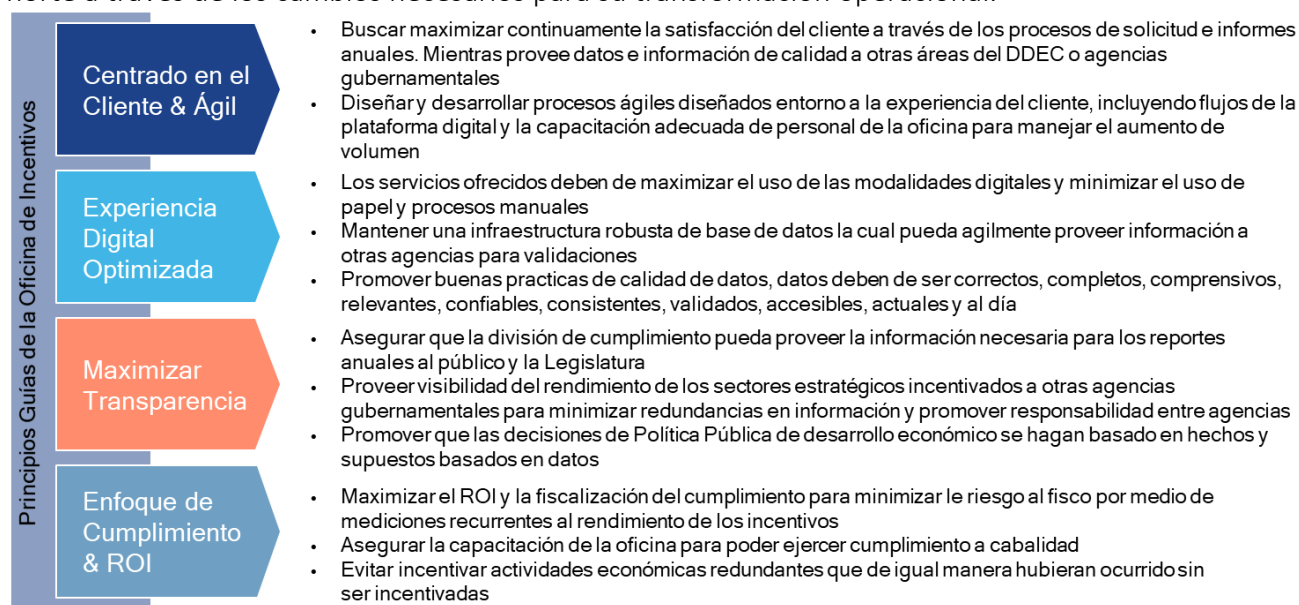 norte a través de los cambios necesarios para su transformación operacional.
Principios Guías de la Oficina de Incentivos
Centrado en el
Cliente & Ágil
• Buscar maximizar continuamente la satisfacción del cliente a través de los procesos de solicitud e informes
anuales. Mientras provee datos e información de calidad a otras áreas del DDEC o agencias
gubernamentales
• Diseñar y desarrollar procesos ágiles diseñados entorno a la experiencia del cliente, incluyendo flujos de la
plataforma digital y la capacitación adecuada de personal de la oficina para manejar el aumento de
volumen
Experiencia
Digital
Optimizada
• Los servicios ofrecidos deben de maximizar el uso de las modalidades digitales y minimizar el uso de
papel y procesos manuales
• Mantener una infraestructura robusta de base de datos la cual pueda agilmente proveer información a
otras agencias para validaciones
• Promover buenas practicas de calidad de datos, datos deben de ser correctos, completos, comprensivos,
relevantes, confiables, consistentes, validados, accesibles, actuales y al día
Maximizar
Transparencia
• Asegurar que la división de cumplimiento pueda proveer la información necesaria para los reportes
anuales al público y la Legislatura
• Proveer visibilidad del rendimiento de los sectores estratégicos incentivados a otras agencias
gubernamentales para minimizar redundancias en información y promover responsabilidad entre agencias
• Promover que las decisiones de Política Pública de desarrollo económico se hagan basado en hechos y
supuestos basados en datos
Enfoque de
Cumplimiento
& ROI
• Maximizar el ROI y la fiscalización del cumplimiento para minimizar le riesgo al fisco por medio de
mediciones recurrentes al rendimiento de los incentivos
• Asegurar la capacitación de la oficina para poder ejercer cumplimiento a cabalidad
• Evitar incentivar actividades económicas redundantes que de igual manera hubieran ocurrido sin
ser incentivadas